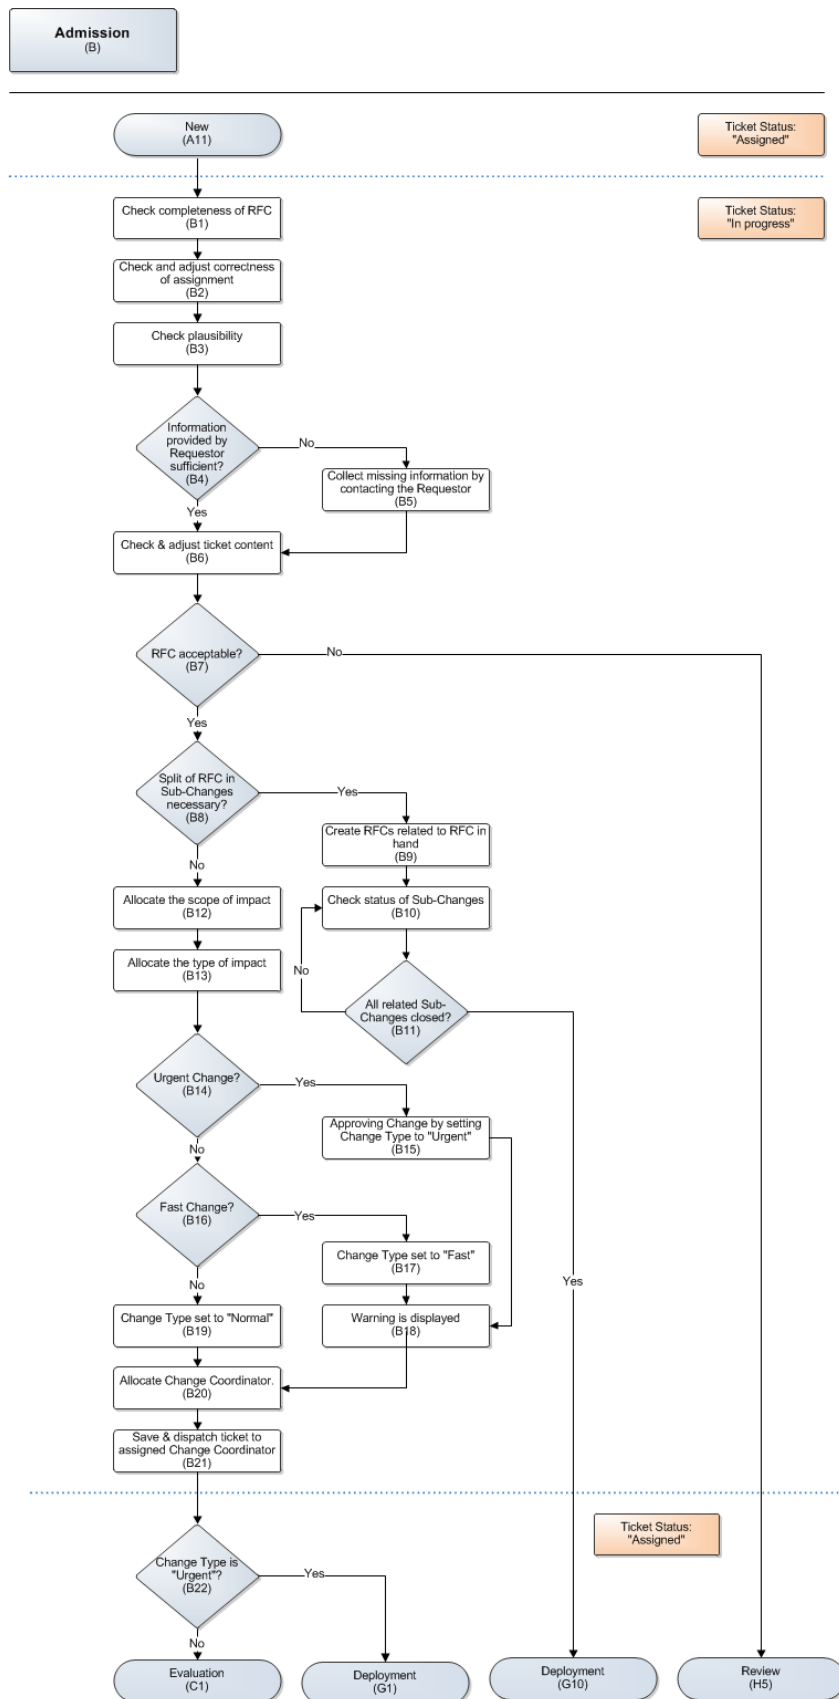 Admission
(B)
New
(A11)
Ticket Status:
"Assigned"
Check completeness of RFC
(B1)
Ticket Status:
"In progress"
Check and adjust correctness
of assignment
(B2)
Check plausibility
(B3)
Information
provided by
Requestor
sufficient?
(B4)
No
Collect missing information by
contacting the Requestor
(B5)
Yes
Check & adjust ticket content
(B6)
RFC acceptable?
(B7)
No
Yes
Split of RFC in
Sub-Changes
necessary?
(B8)
Yes
Create RFCs related to RFC in
hand
(B9)
No
Allocate the scope of impact
(B12)
Check status of Sub-Changes
(B10)
Allocate the type of impact
(B13)
No
All related Sub-
Changes closed?
(B11)
Urgent Change?
(B14)
Yes
Approving Change by setting
Change Type to "Urgent"
(B15)
No
Fast Change?
(B16)
Yes
Change Type set to "Fast"
(B17)
Yes
No
Change Type set to "Normal"
(B19)
Warning is displayed
(B18)
Allocate Change Coordinator.
(B20)
Save & dispatch ticket to
assigned Change Coordinator
(B21)
Ticket Status:
"Assigned"
Change Type is
"Urgent"?
(B22)
Yes
No
Evaluation
(C1)
Deployment
(G1)
Deployment
(G10)
Review
(H5)